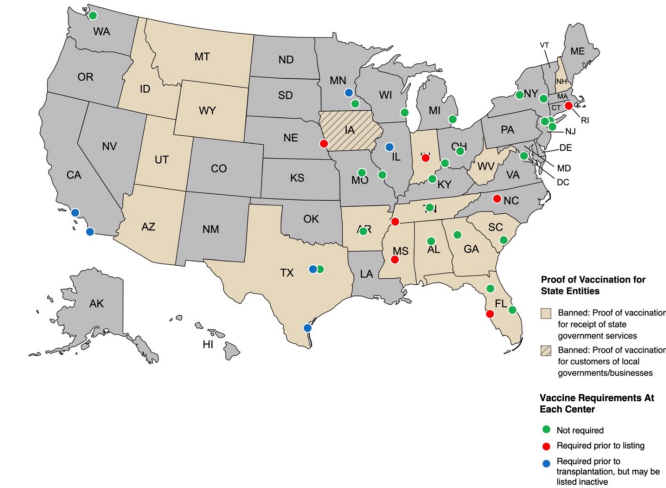 WA
OR
CA
NV
ID
MT
WY
UT
AZ
CO
NM
ND
SD
NE
KS
OK
TX
MN
IA
MO
AR
LA
WI
IL
MI
OH
KY
TN
MS
AL
GA
FL
SC
NC
VA
WV
PA
NY
VT
NH
ME
MA
CT
RI
NJ
DE
MD
DC
AK
HI
Proof of Vaccination for
State Entities
Banned: Proof of vaccination
for receipt of state
government services
Banned: Proof of vaccination
for customers of local
governments/businesses
Vaccine Requirements At
Each Center
Not required
Required prior to listing
Required prior to
transplantation, but may be
listed inactive